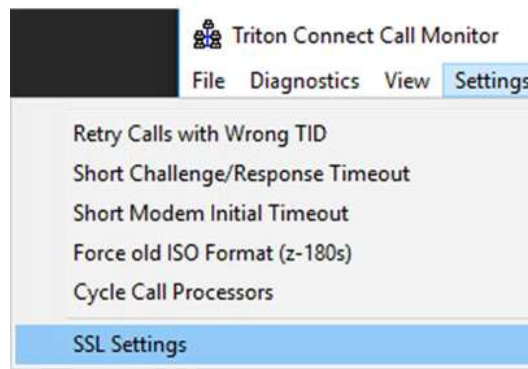 Triton Connect Call Monitor
File Diagnostics View Settings
Retry Calls with Wrong TID
Short Challenge/Response Timeout
Short Modem Initial Timeout
Force old ISO Format (z-180s)
Cycle Call Processors
SSL Settings